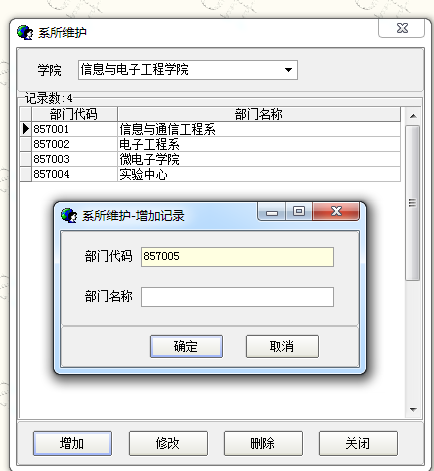 系所维护
学院 信息与电子工程学院
记录数:4
部门代码 部门名称
857001 信息与通信工程系
857002 电子工程系
857003 微电子学院
857004 实验中心
系所维护-增加记录
部门代码 857005
部门名称
确定 取消
增加 修改 删除 关闭